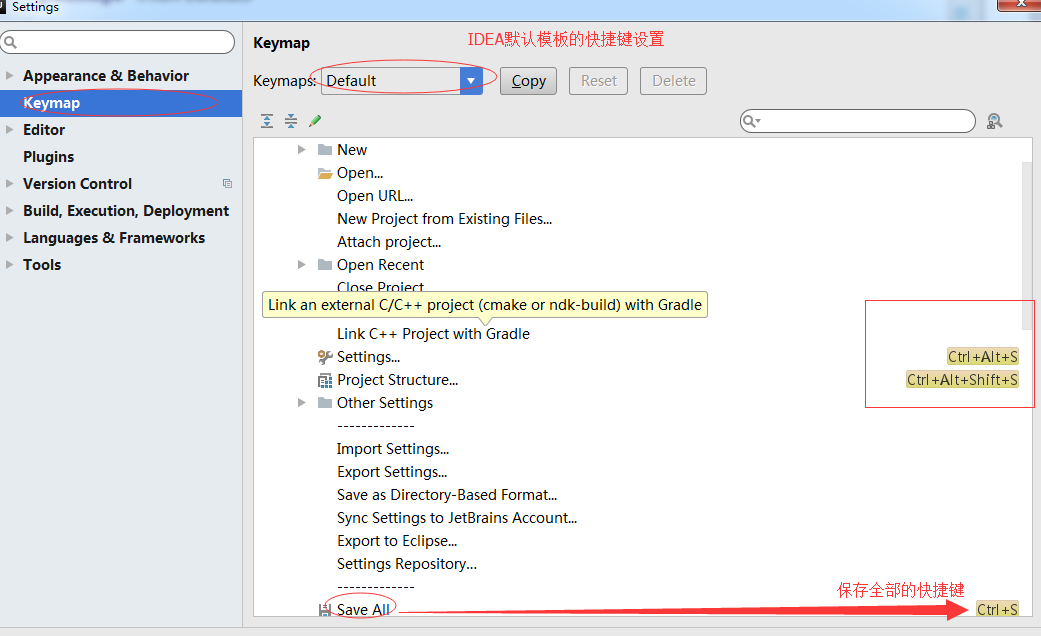 Settings
Keymap
IDEA默认模板的快捷键设置
Appearance & Behavior
Keymap
Editor
Plugins
Version Control
Build, Execution, Deployment
Languages & Frameworks
Tools
Keymaps: Default Copy Reset Delete
New
Open...
Open URL...
New Project from Existing Files...
Attach project...
Open Recent
Close Project
Link an external C/C++ project (cmake or ndk-build) with Gradle
Link C++ Project with Gradle
Settings... Ctrl+Alt+S
Project Structure... Ctrl+Alt+Shift+S
Other Settings
-------------
Import Settings...
Export Settings...
Save as Directory-Based Format...
Sync Settings to JetBrains Account...
Export to Eclipse...
Settings Repository...
-------------
保存全部的快捷键
Save All Ctrl+S